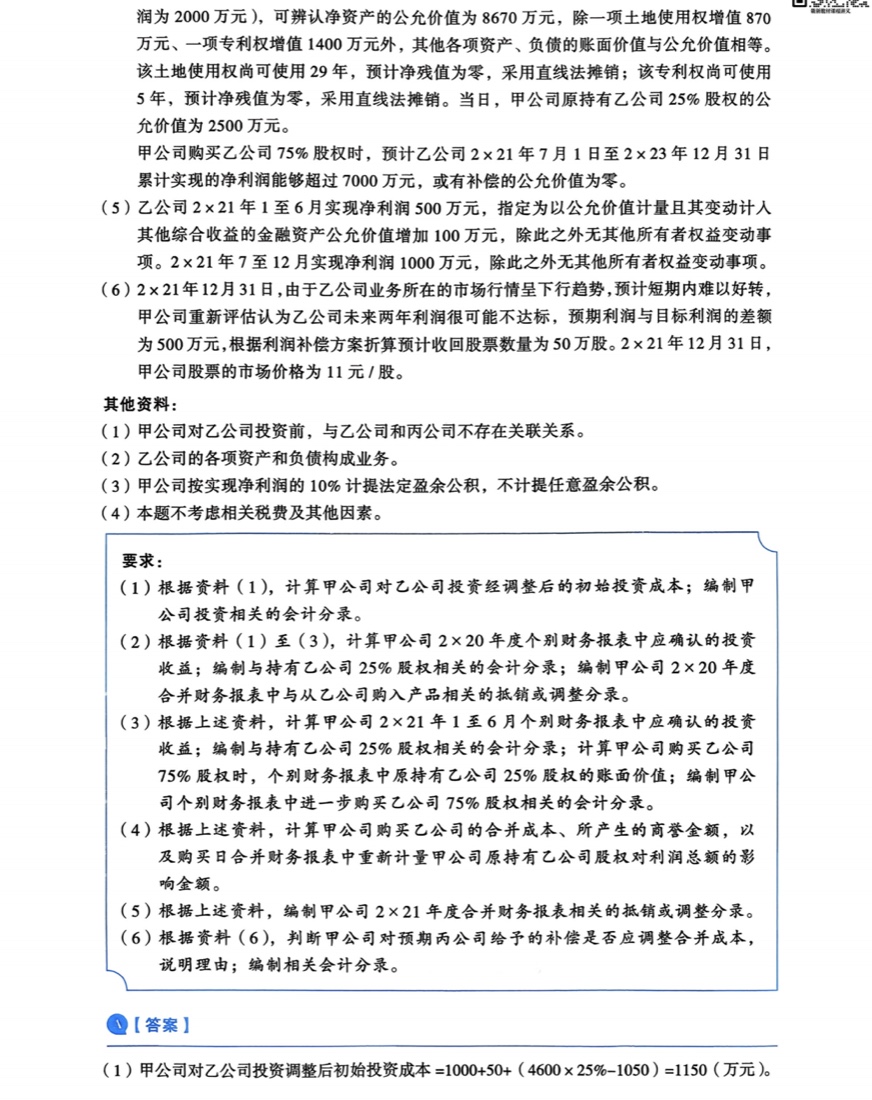 润为 2000 万元），可辨认净资产的公允价值为 8670 万元，除一项土地使用权增值 870
万元、一项专利权增值 1400 万元外，其他各项资产、负债的账面价值与公允价值相等。
该土地使用权尚可使用 29 年，预计净残值为零，采用直线法摊销；该专利权尚可使用
5 年，预计净残值为零，采用直线法摊销。当日，甲公司原持有乙公司 25% 股权的公
允价值为 2500 万元。
甲公司购买乙公司 75% 股权时，预计乙公司 2×21 年 7 月 1 日至 2×23 年 12 月 31 日
累计实现的净利润能够超过 7000 万元，或有补偿的公允价值为零。
（5）乙公司 2×21 年 1 至 6 月实现净利润 500 万元，指定为以公允价值计量且其变动计入
其他综合收益的金融资产公允价值增加 100 万元，除此之外无其他所有者权益变动事
项。2×21 年 7 至 12 月实现净利润 1000 万元，除此之外无其他所有者权益变动事项。
（6）2×21年12月31日，由于乙公司业务所在的市场行情呈下行趋势，预计短期内难以好转，
甲公司重新评估认为乙公司未来两年利润很可能不达标，预期利润与目标利润的差额
为 500 万元，根据利润补偿方案折算预计收回股票数量为 50 万股。2×21 年 12 月 31 日，
甲公司股票的市场价格为 11 元 / 股。
其他资料：
（1）甲公司对乙公司投资前，与乙公司和丙公司不存在关联关系。
（2）乙公司的各项资产和负债构成业务。
（3）甲公司按实现净利润的 10% 计提法定盈余公积，不计提任意盈余公积。
（4）本题不考虑相关税费及其他因素。
要求：
（1）根据资料（1），计算甲公司对乙公司投资经调整后的初始投资成本；编制甲
公司投资相关的会计分录。
（2）根据资料（1）至（3），计算甲公司 2×20 年度个别财务报表中应确认的投资
收益；编制与持有乙公司 25% 股权相关的会计分录；编制甲公司 2×20 年度
合并财务报表中与从乙公司购入产品相关的抵销或调整分录。
（3）根据上述资料，计算甲公司 2×21 年 1 至 6 月个别财务报表中应确认的投资
收益；编制与持有乙公司 25% 股权相关的会计分录；计算甲公司购买乙公司
75% 股权时，个别财务报表中原持有乙公司 25% 股权的账面价值；编制甲公
司个别财务报表中进一步购买乙公司 75% 股权相关的会计分录。
（4）根据上述资料，计算甲公司购买乙公司的合并成本、所产生的商誉金额，以
及购买日合并财务报表中重新计量甲公司原持有乙公司股权对利润总额的影
响金额。
（5）根据上述资料，编制甲公司 2×21 年度合并财务报表相关的抵销或调整分录。
（6）根据资料（6），判断甲公司对预期丙公司给予的补偿是否应调整合并成本，
说明理由；编制相关会计分录。
【答案】
（1）甲公司对乙公司投资调整后初始投资成本 =1000+50+（4600×25%-1050）=1150（万元）。